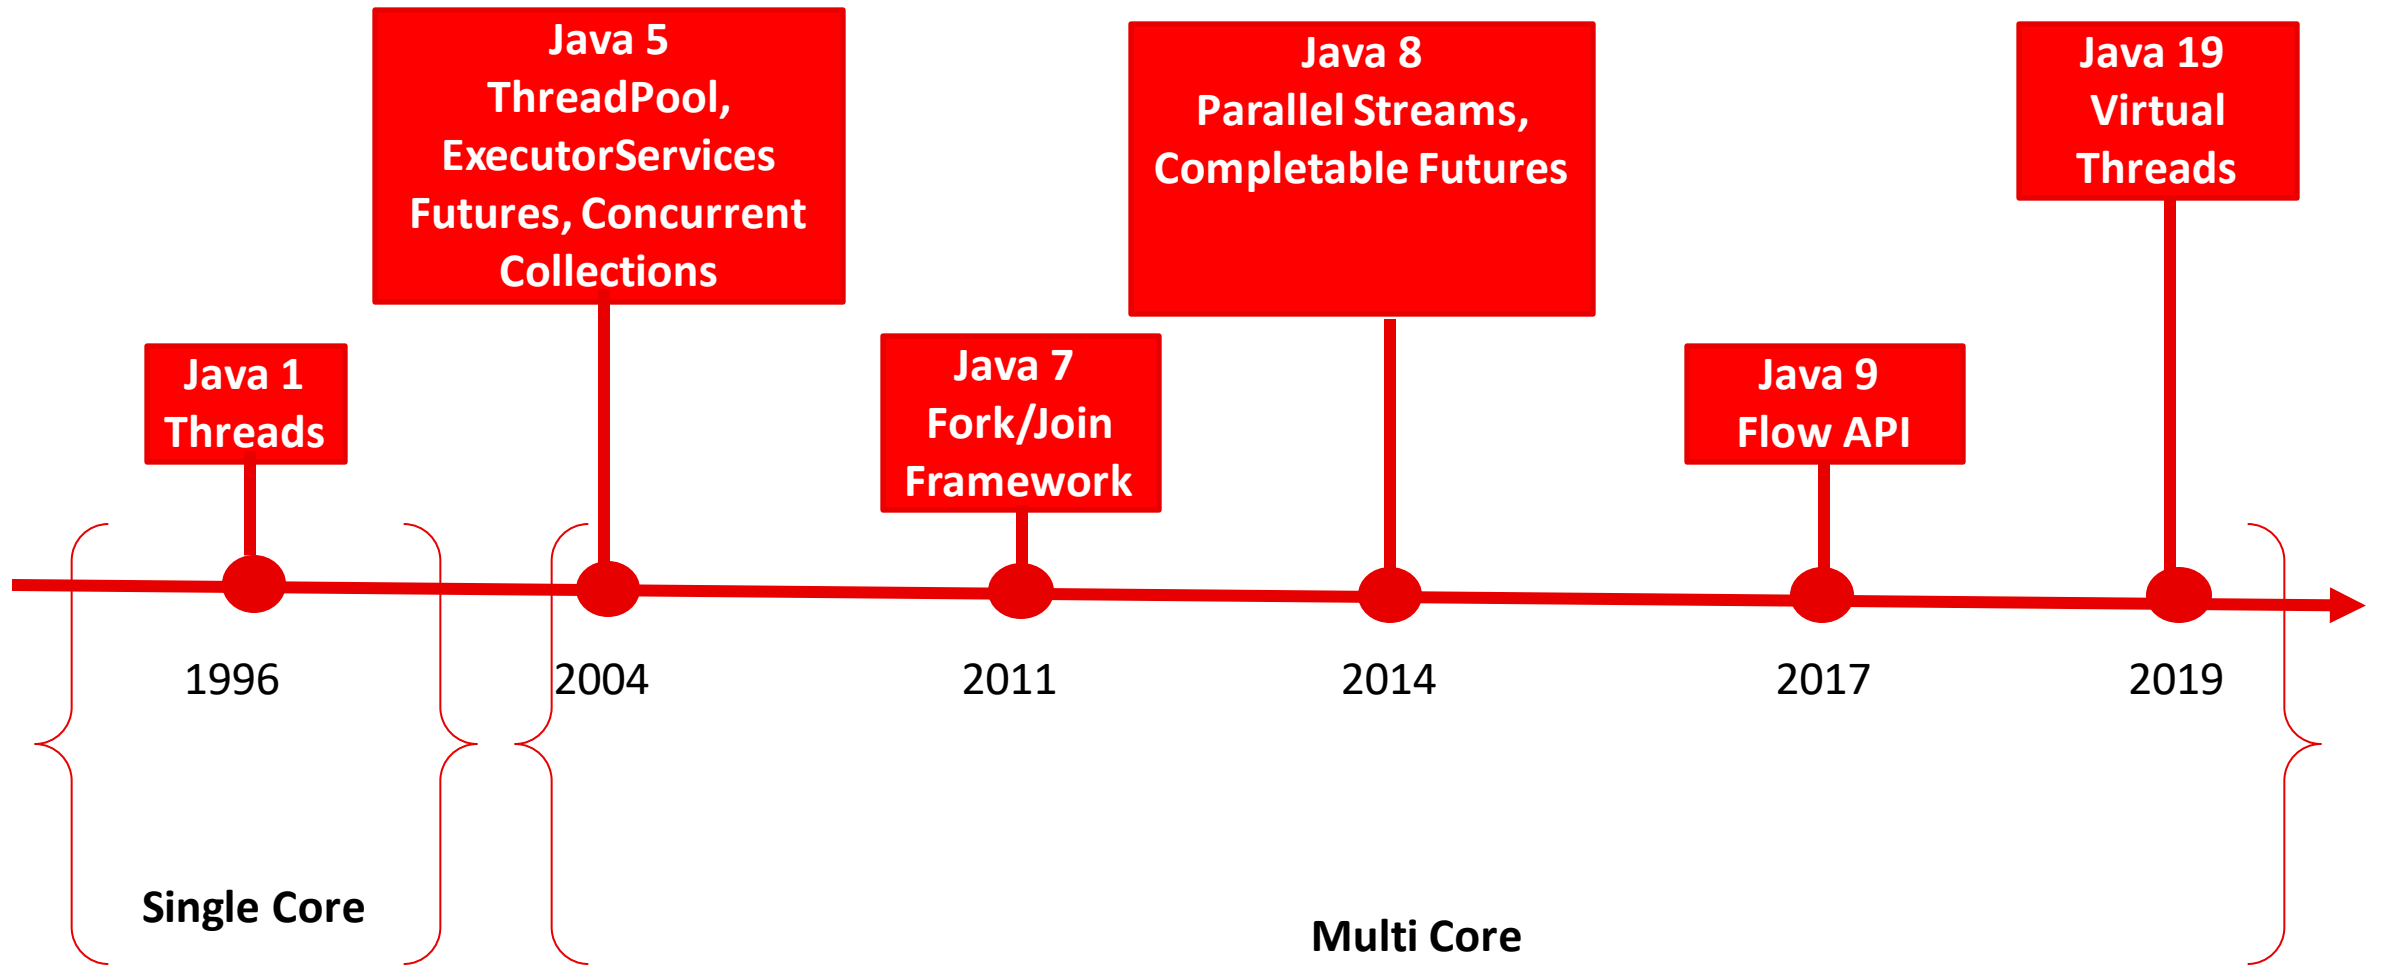 Java 1
Threads
Java 5
ThreadPool,
ExecutorServices
Futures, Concurrent
Collections
Java 7
Fork/Join
Framework
Java 8
Parallel Streams,
Completable Futures
Java 9
Flow API
Java 19
Virtual
Threads
1996
2004
2011
2014
2017
2019
Single Core
Multi Core